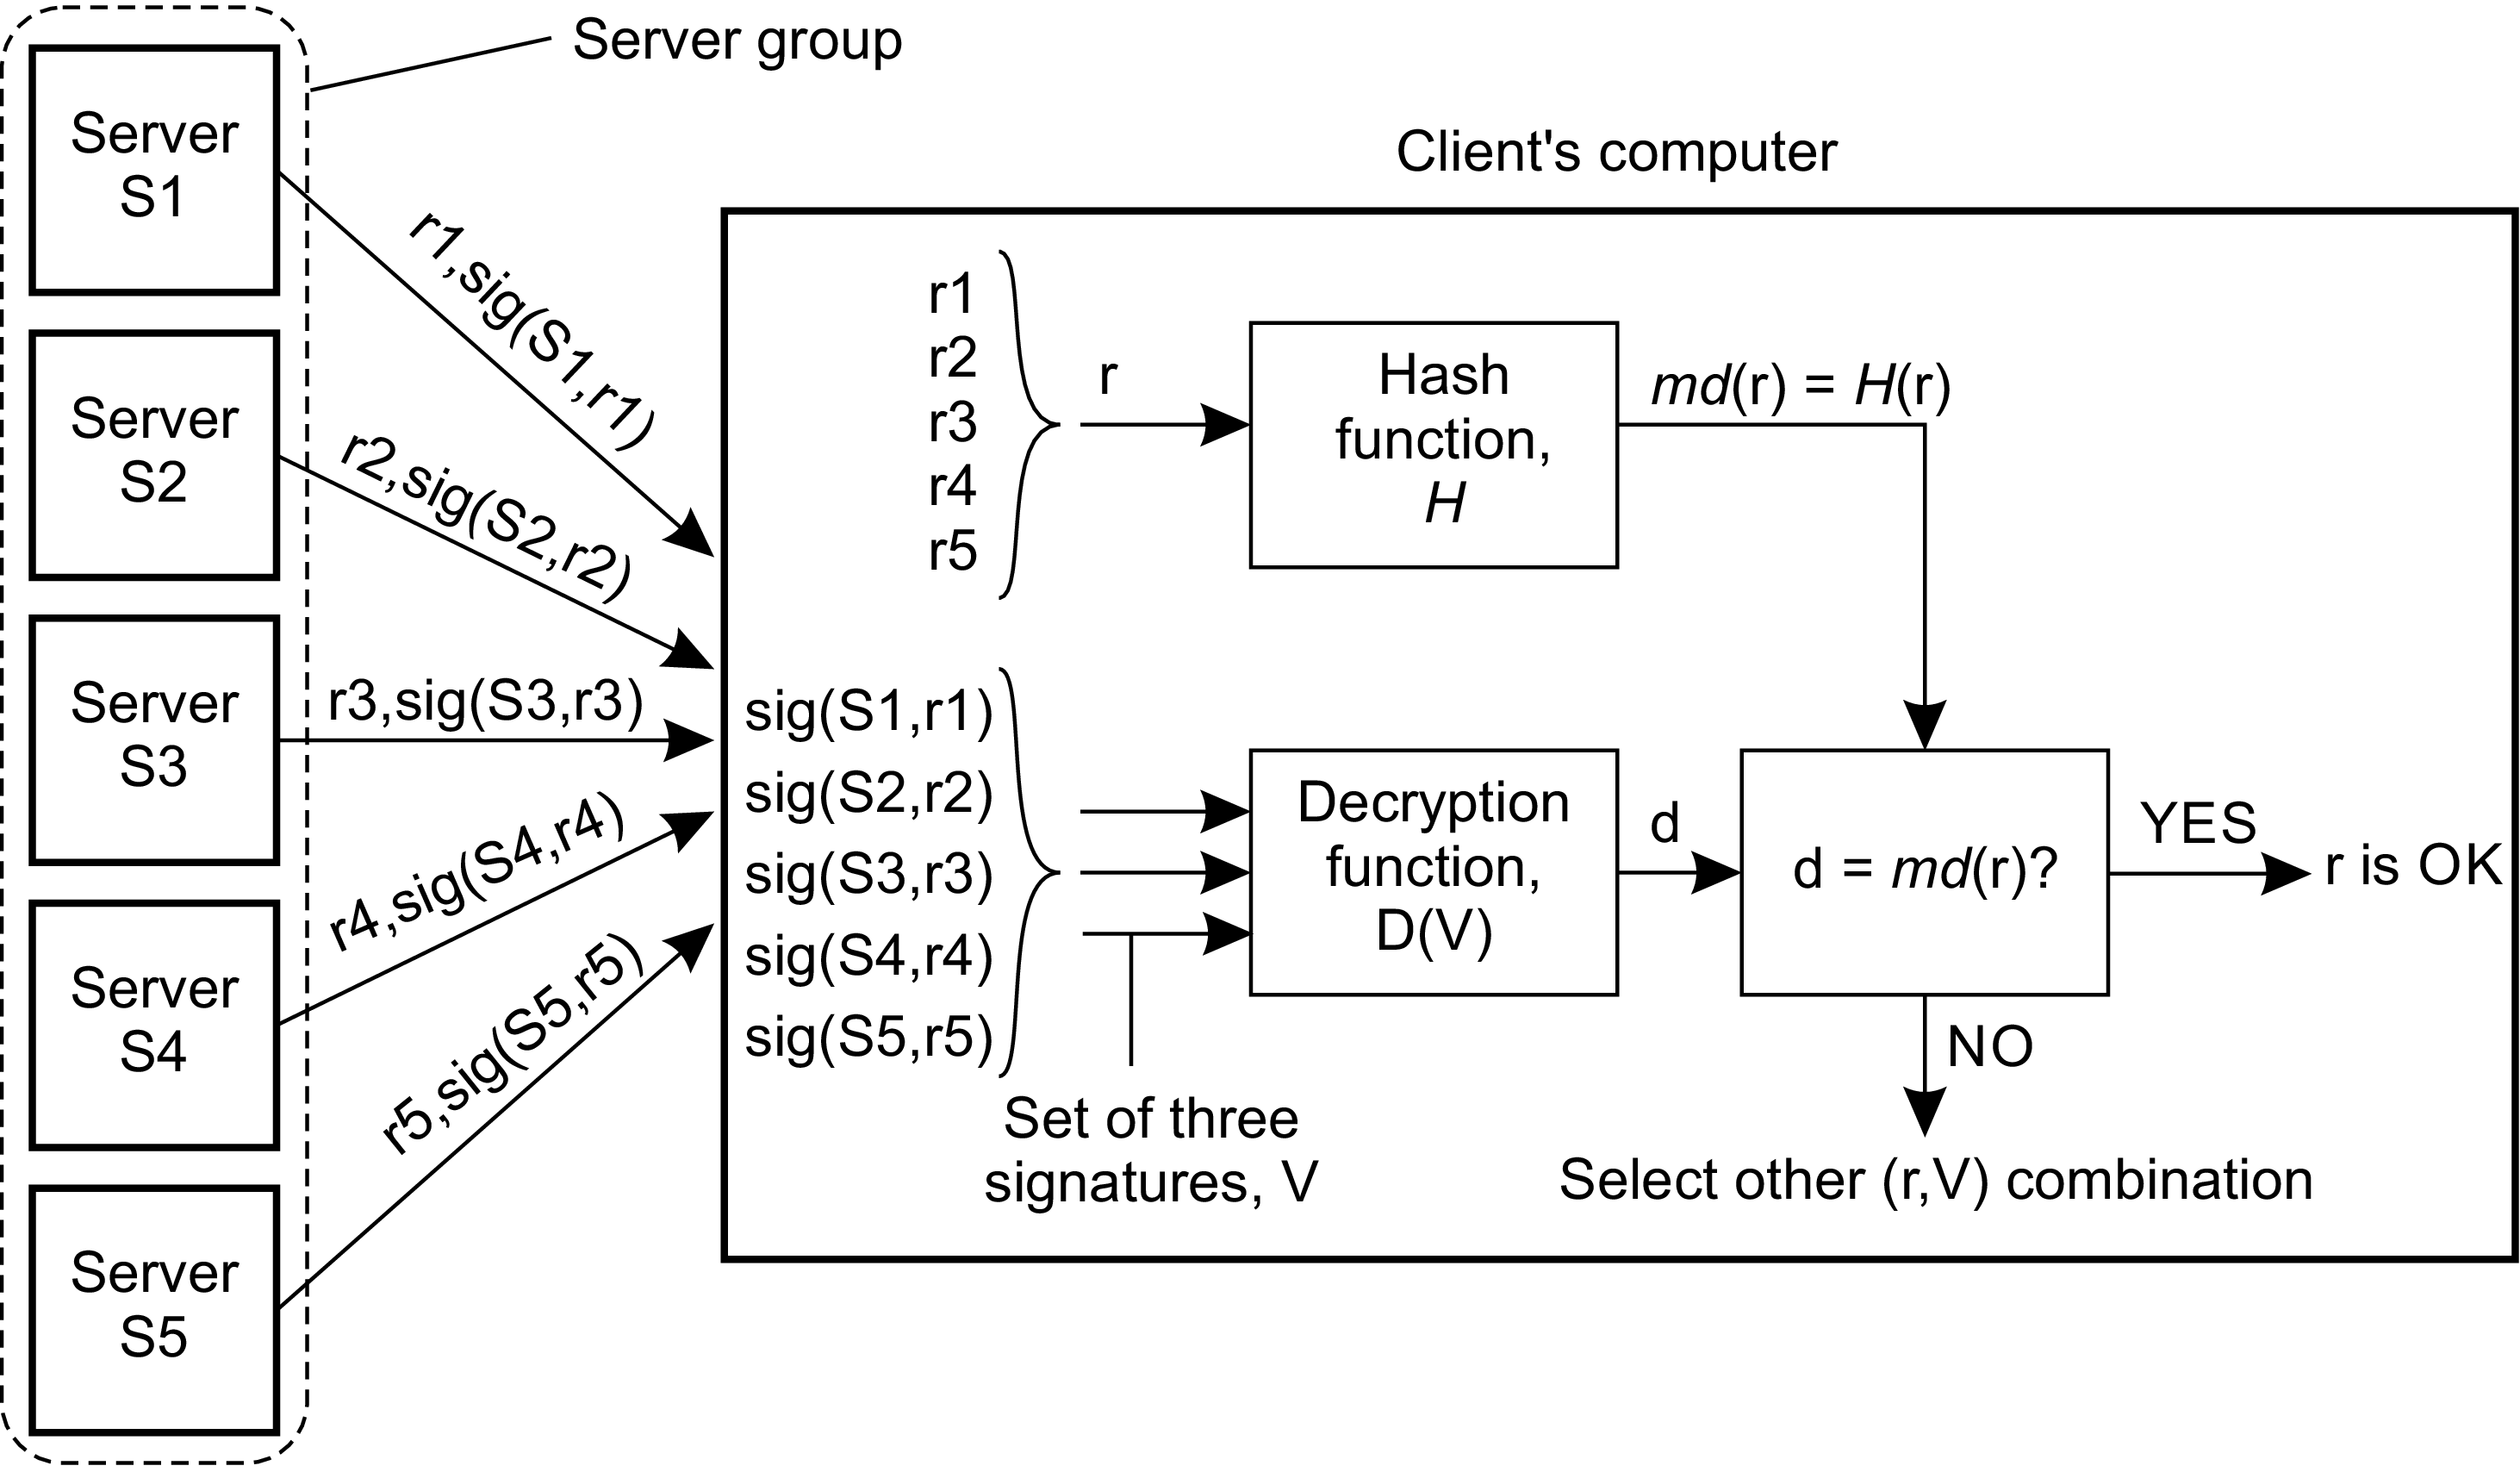 Server group
Server
S1
Server
S2
Server
S3
Server
S4
Server
S5
r1,sig(S1,r1)
r2,sig(S2,r2)
r3,sig(S3,r3)
r4,sig(S4,r4)
r5,sig(S5,r5)
Client's computer
r1
r2
r3
r4
r5
r
Hash
function,
H
md(r) = H(r)
sig(S1,r1)
sig(S2,r2)
sig(S3,r3)
sig(S4,r4)
sig(S5,r5)
Set of three
signatures, V
Decryption
function,
D(V)
d
d = md(r)?
YES
r is OK
NO
Select other (r,V) combination